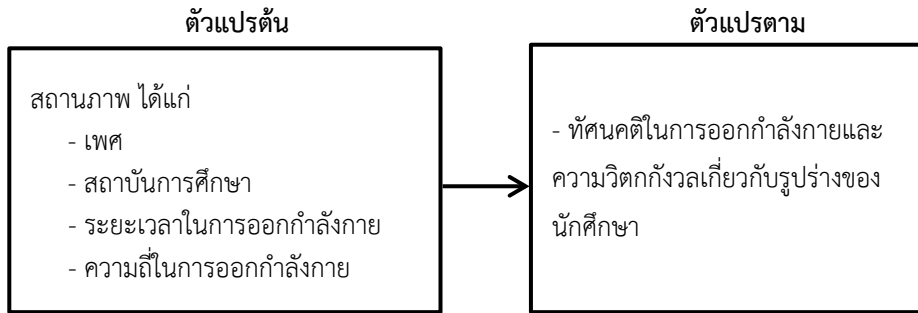 ตัวแปรต้น
สถานภาพ ได้แก่
- เพศ
- สถาบันการศึกษา
- ระยะเวลาในการออกกำลังกาย
- ความถี่ในการออกกำลังกาย
ตัวแปรตาม
- ทัศนคติในการออกกำลังกายและ
ความวิตกกังวลเกี่ยวกับรูปร่างของ
นักศึกษา